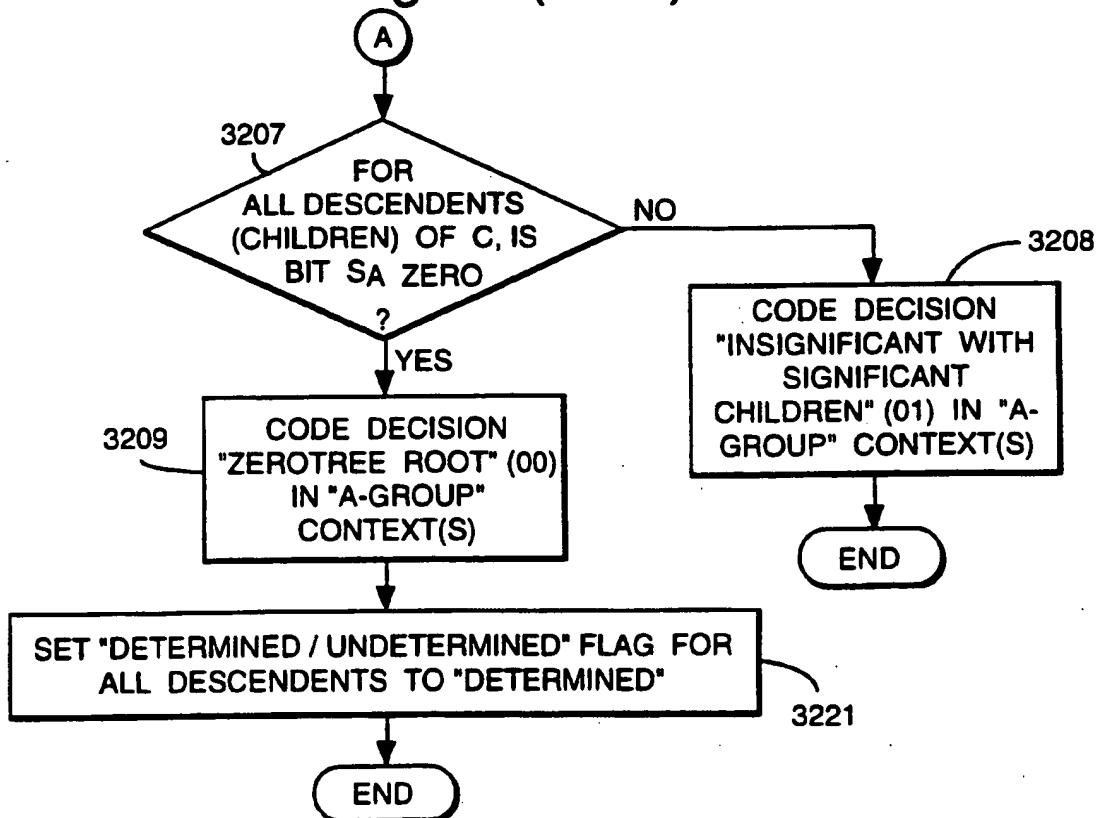 A
3207
FOR
ALL DESCENDENTS
(CHILDREN) OF C, IS
BIT SA ZERO
?
NO
YES
3208
CODE DECISION
"INSIGNIFICANT WITH
SIGNIFICANT
CHILDREN" (01) IN "A-
GROUP" CONTEXT(S)
END
3209
CODE DECISION
"ZEROTREE ROOT" (00)
IN "A-GROUP"
CONTEXT(S)
SET "DETERMINED / UNDETERMINED" FLAG FOR
ALL DESCENDENTS TO "DETERMINED"
3221
END